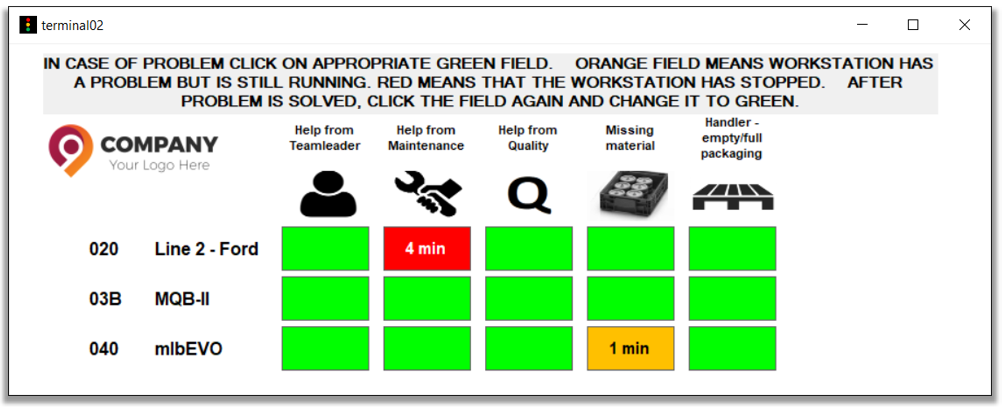 terminal02
IN CASE OF PROBLEM CLICK ON APPROPRIATE GREEN FIELD. ORANGE FIELD MEANS WORKSTATION HAS
A PROBLEM BUT IS STILL RUNNING. RED MEANS THAT THE WORKSTATION HAS STOPPED. AFTER
PROBLEM IS SOLVED, CLICK THE FIELD AGAIN AND CHANGE IT TO GREEN.
COMPANY
Your Logo Here
Help from
Teamleader
Help from
Maintenance
Help from
Quality
Missing
material
Handler -
empty/full
packaging
Q
020 Line 2 - Ford 4 min
03B MQB-II
040 mlbEVO 1 min